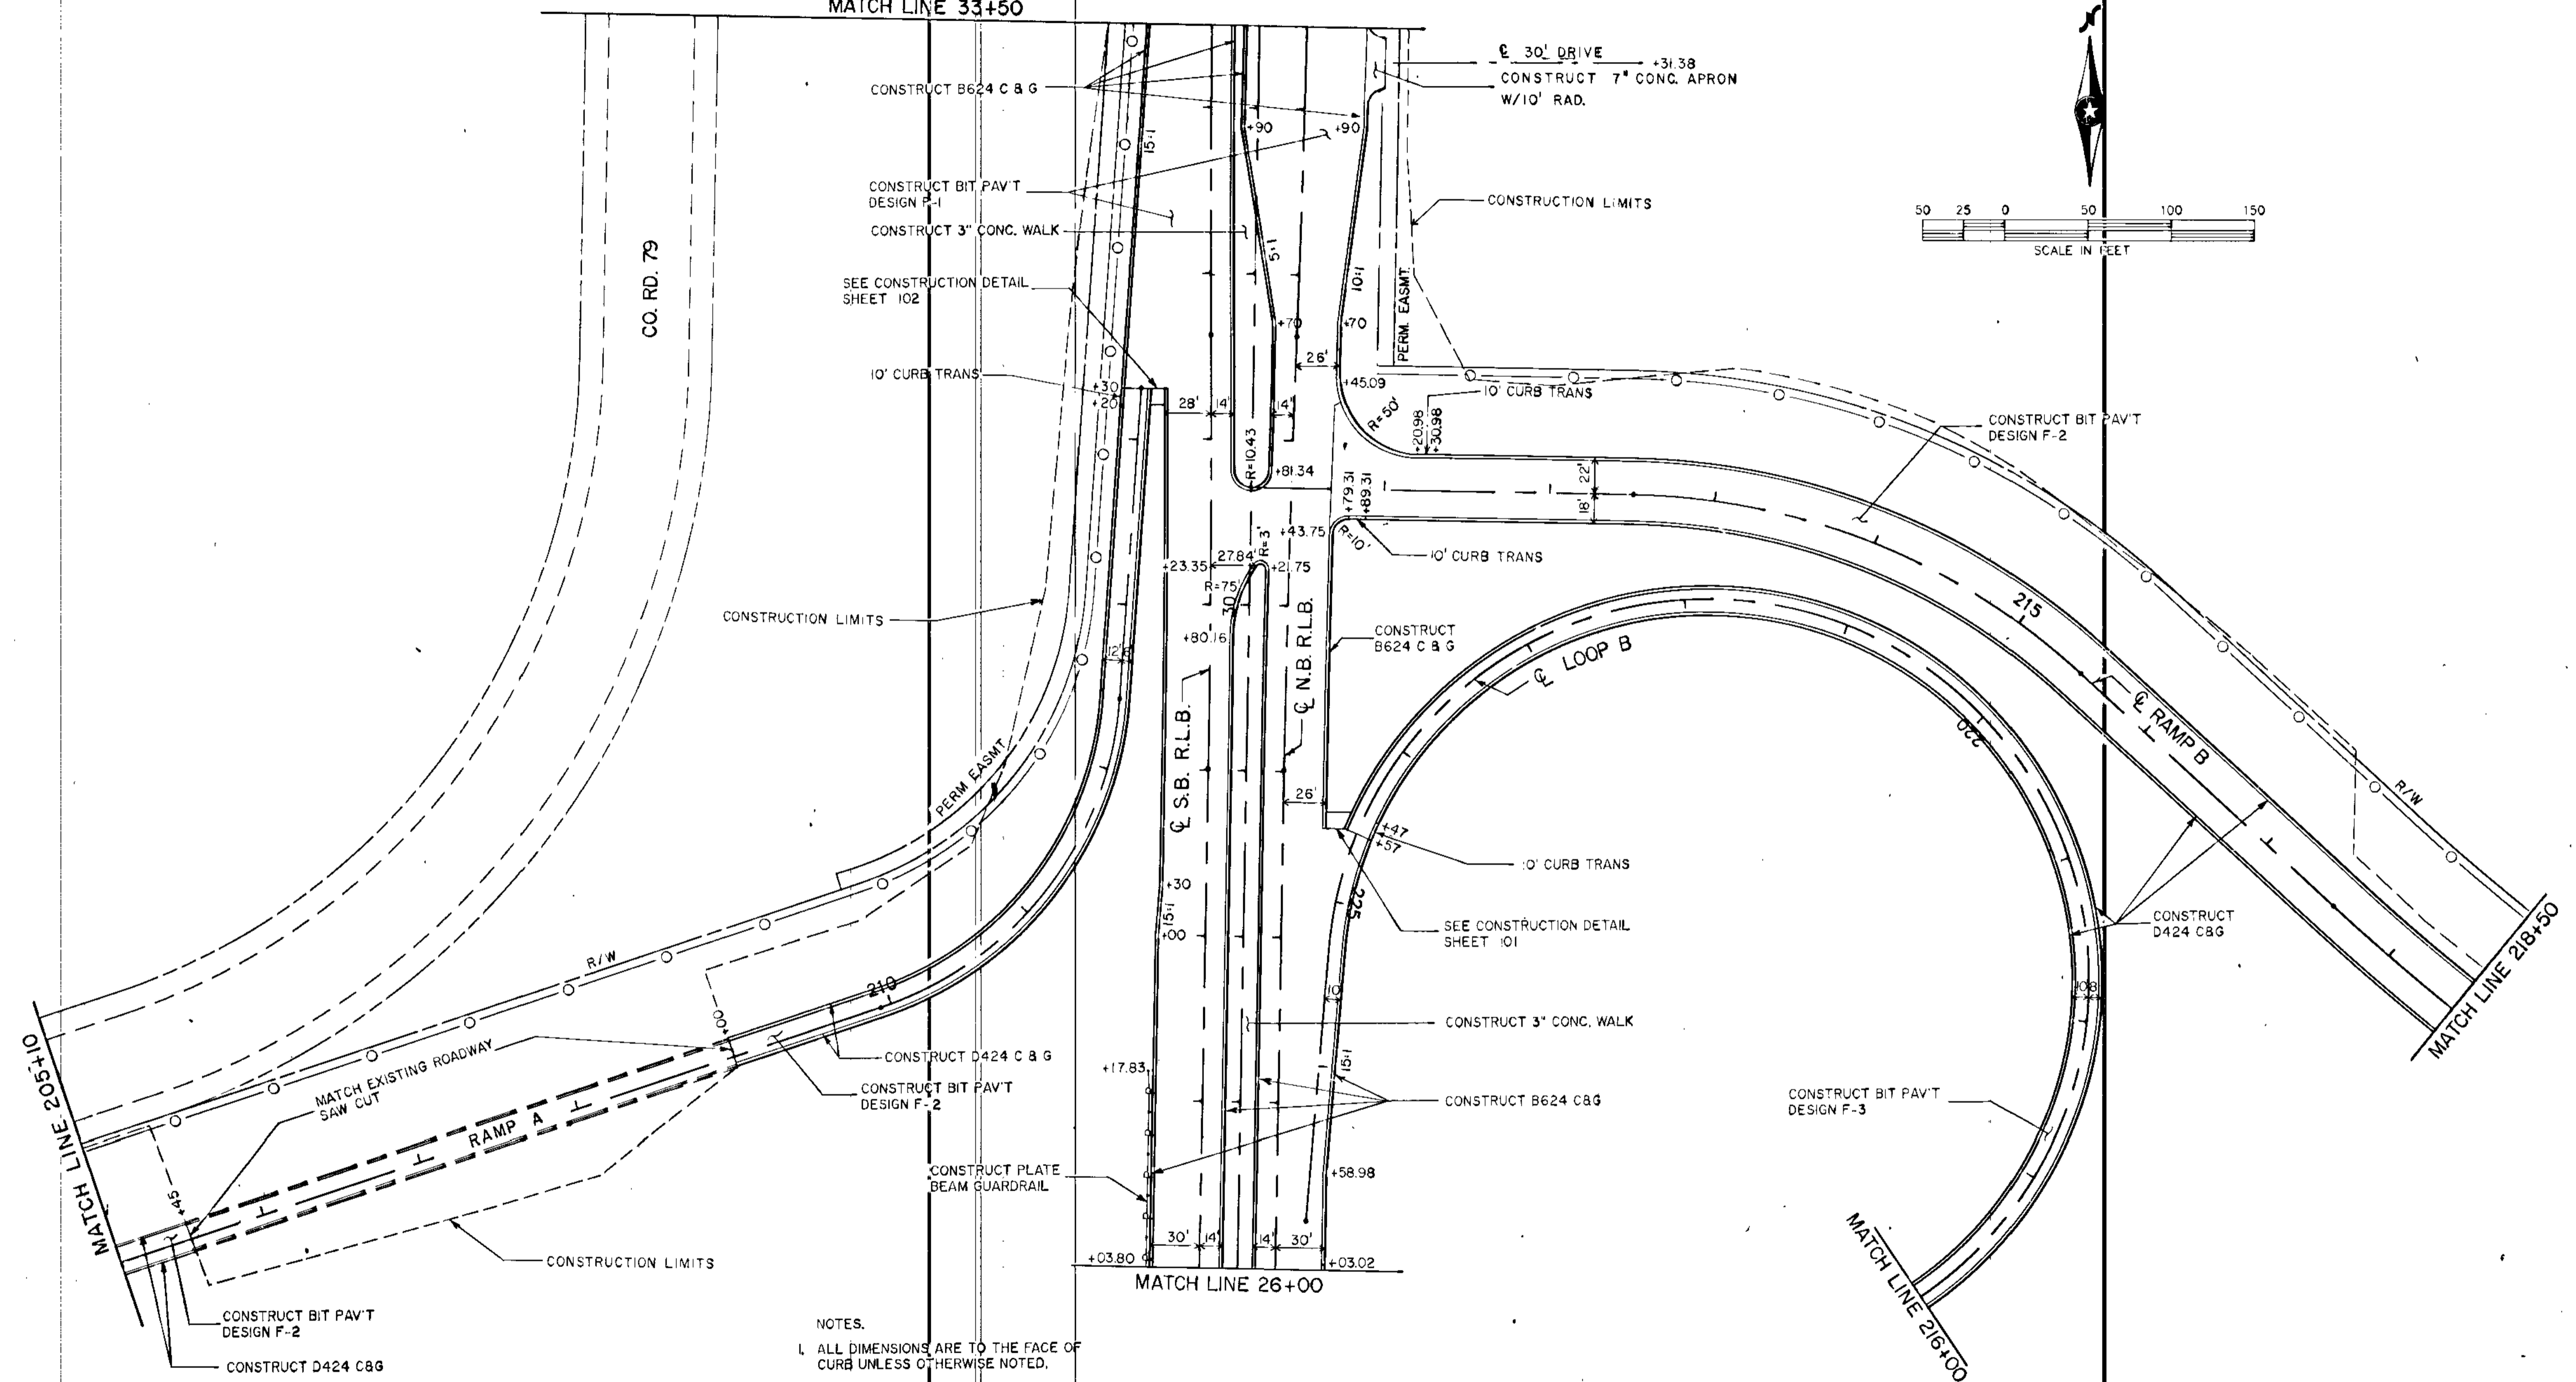 MATCH LINE 33+50
N
℄ 30' DRIVE
+31.38
CONSTRUCT 7" CONC. APRON
W/10' RAD.
CONSTRUCT B624 C & G
15:1
+90
+90
CONSTRUCT BIT PAV'T
DESIGN F-1
CONSTRUCT 3" CONC. WALK
CONSTRUCTION LIMITS
50 25 0 50 100 150
SCALE IN FEET
CO. RD. 79
5:1
10:1
PERM. EASMT.
SEE CONSTRUCTION DETAIL
SHEET 102
+70
+70
10' CURB TRANS
+30
+20
28'
14'
14'
26'
+45.09
10' CURB TRANS
R=50'
+20.98
+30.98
CONSTRUCT BIT PAV'T
DESIGN F-2
R=10.43
+81.34
+79.31
+89.31
22'
18'
+43.75
R=10'
10' CURB TRANS
27.84'
R=3'
+23.35
+21.75
R=75'
30
+80.16
CONSTRUCTION LIMITS
12'
8'
CONSTRUCT
B624 C & G
℄ S.B. R.L.B.
℄ N.B. R.L.B.
℄ LOOP B
215
220
℄ RAMP B
R/W
PERM EASMT
26'
+47
+57
10' CURB TRANS
+30
15:1
+00
225
SEE CONSTRUCTION DETAIL
SHEET 101
CONSTRUCT
D424 C&G
MATCH LINE 218+50
R/W
210
+00
10
10
8
CONSTRUCT 3" CONC. WALK
MATCH LINE 205+10
MATCH EXISTING ROADWAY
SAW CUT
CONSTRUCT D424 C & G
CONSTRUCT BIT PAV'T
DESIGN F-2
+17.83
15:1
CONSTRUCT B624 C&G
CONSTRUCT BIT PAV'T
DESIGN F-3
RAMP A
+45
CONSTRUCT PLATE
BEAM GUARDRAIL
+58.98
30'
14'
14'
30'
+03.80
+03.02
MATCH LINE 26+00
CONSTRUCTION LIMITS
CONSTRUCT BIT PAV'T
DESIGN F-2
CONSTRUCT D424 C&G
MATCH LINE 216+00
NOTES.
1. ALL DIMENSIONS ARE TO THE FACE OF
CURB UNLESS OTHERWISE NOTED.